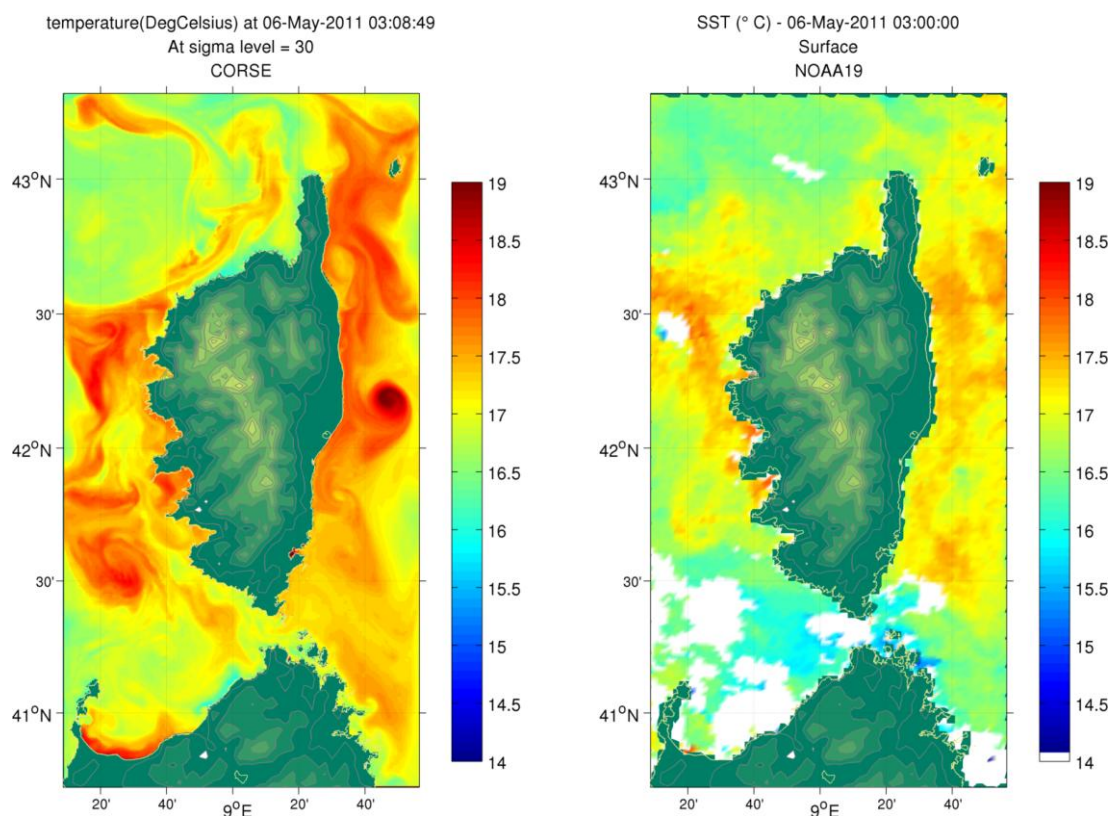 temperature(DegCelsius) at 06-May-2011 03:08:49
At sigma level = 30
CORSE
43°N
30'
42°N
30'
41°N
20'
40'
9°E
20'
40'
19
18.5
18
17.5
17
16.5
16
15.5
15
14.5
14
SST (° C) - 06-May-2011 03:00:00
Surface
NOAA19
43°N
30'
42°N
30'
41°N
20'
40'
9°E
20'
40'
19
18.5
18
17.5
17
16.5
16
15.5
15
14.5
14